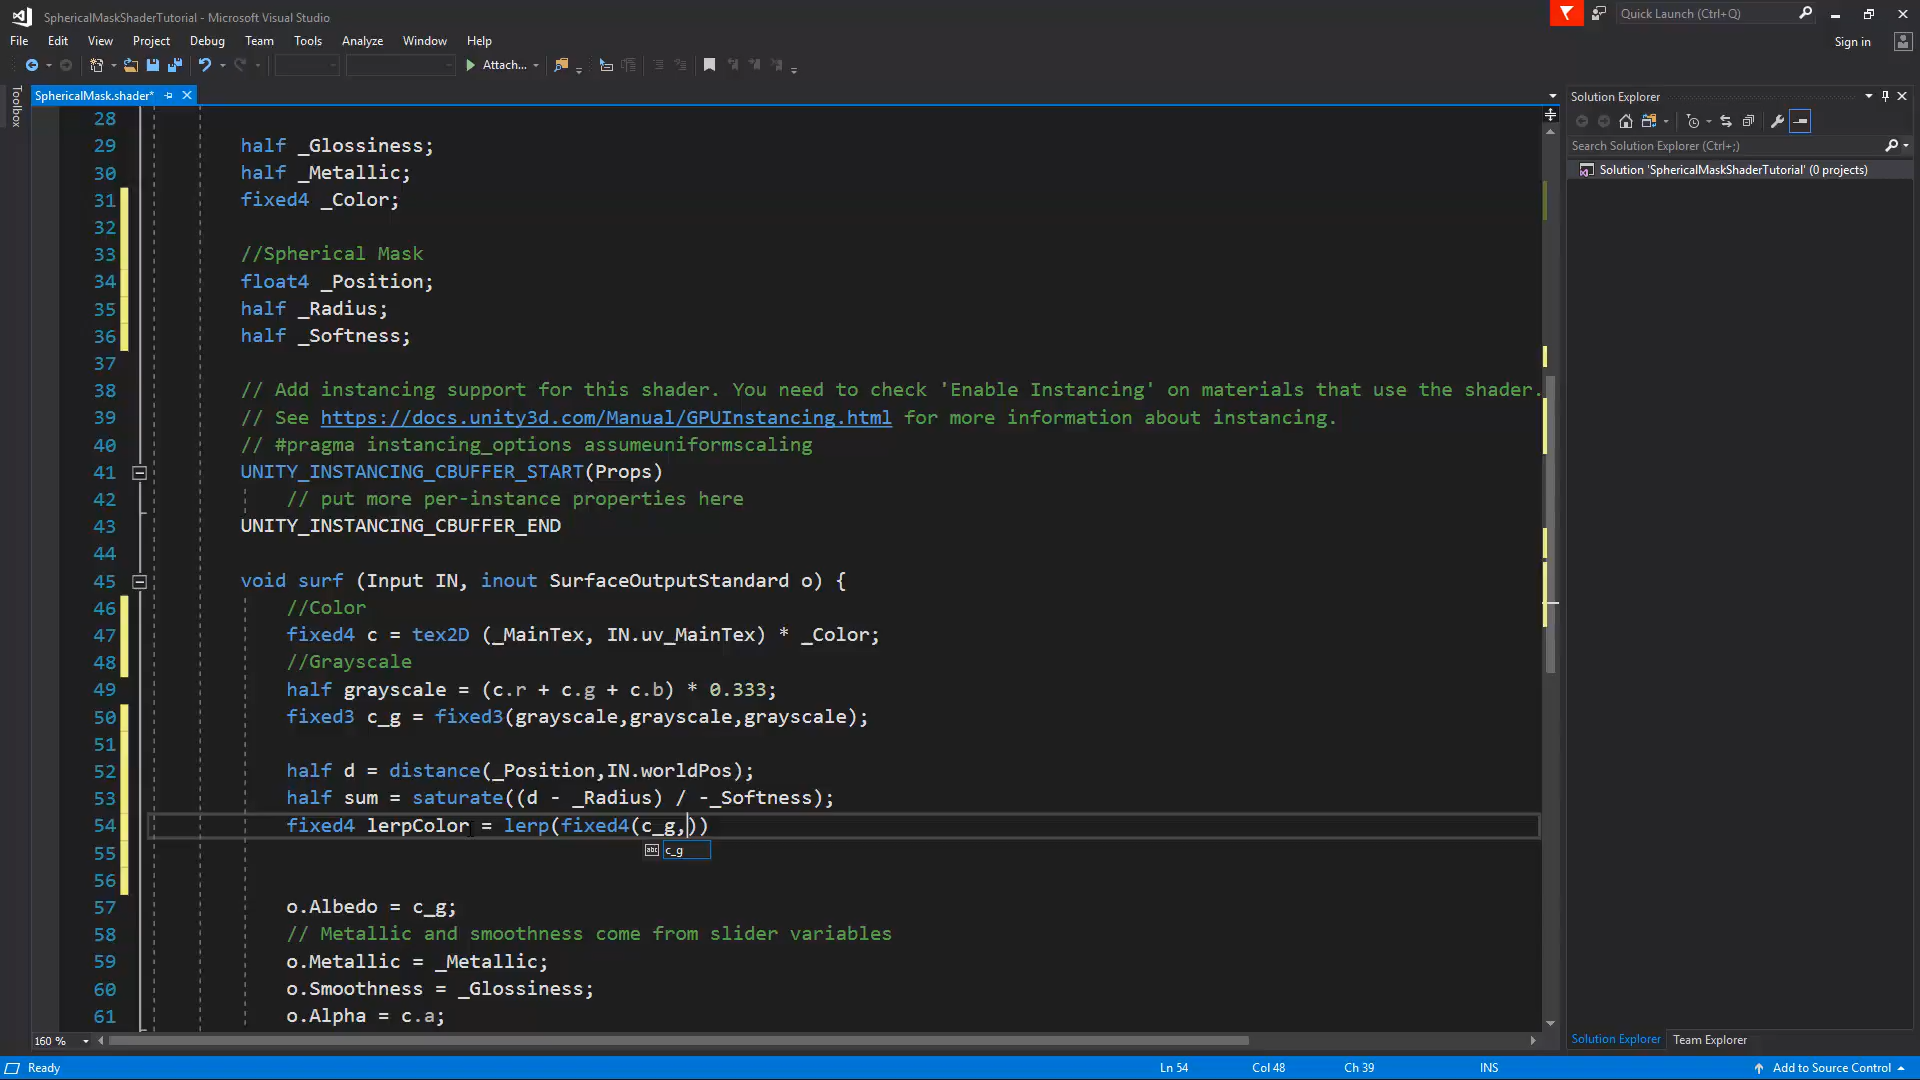 SphericalMaskShaderTutorial - Microsoft Visual Studio
Quick Launch (Ctrl+Q)
File Edit View Project Debug Team Tools Analyze Window Help
Sign in
Attach...
Toolbox
SphericalMask.shader*
Solution Explorer
Search Solution Explorer (Ctrl+;)
Solution 'SphericalMaskShaderTutorial' (0 projects)
28
29 half _Glossiness;
30 half _Metallic;
31 fixed4 _Color;
32
33 //Spherical Mask
34 float4 _Position;
35 half _Radius;
36 half _Softness;
37
38 // Add instancing support for this shader. You need to check 'Enable Instancing' on materials that use the shader.
39 // See https://docs.unity3d.com/Manual/GPUInstancing.html for more information about instancing.
40 // #pragma instancing_options assumeuniformscaling
41 UNITY_INSTANCING_CBUFFER_START(Props)
42 // put more per-instance properties here
43 UNITY_INSTANCING_CBUFFER_END
44
45 void surf (Input IN, inout SurfaceOutputStandard o) {
46 //Color
47 fixed4 c = tex2D (_MainTex, IN.uv_MainTex) * _Color;
48 //Grayscale
49 half grayscale = (c.r + c.g + c.b) * 0.333;
50 fixed3 c_g = fixed3(grayscale,grayscale,grayscale);
51
52 half d = distance(_Position,IN.worldPos);
53 half sum = saturate((d - _Radius) / -_Softness);
54 fixed4 lerpColor = lerp(fixed4(c_g,))
55 abc c_g
56
57 o.Albedo = c_g;
58 // Metallic and smoothness come from slider variables
59 o.Metallic = _Metallic;
60 o.Smoothness = _Glossiness;
61 o.Alpha = c.a;
160 %
Solution Explorer Team Explorer
Ready
Ln 54 Col 48 Ch 39 INS
Add to Source Control